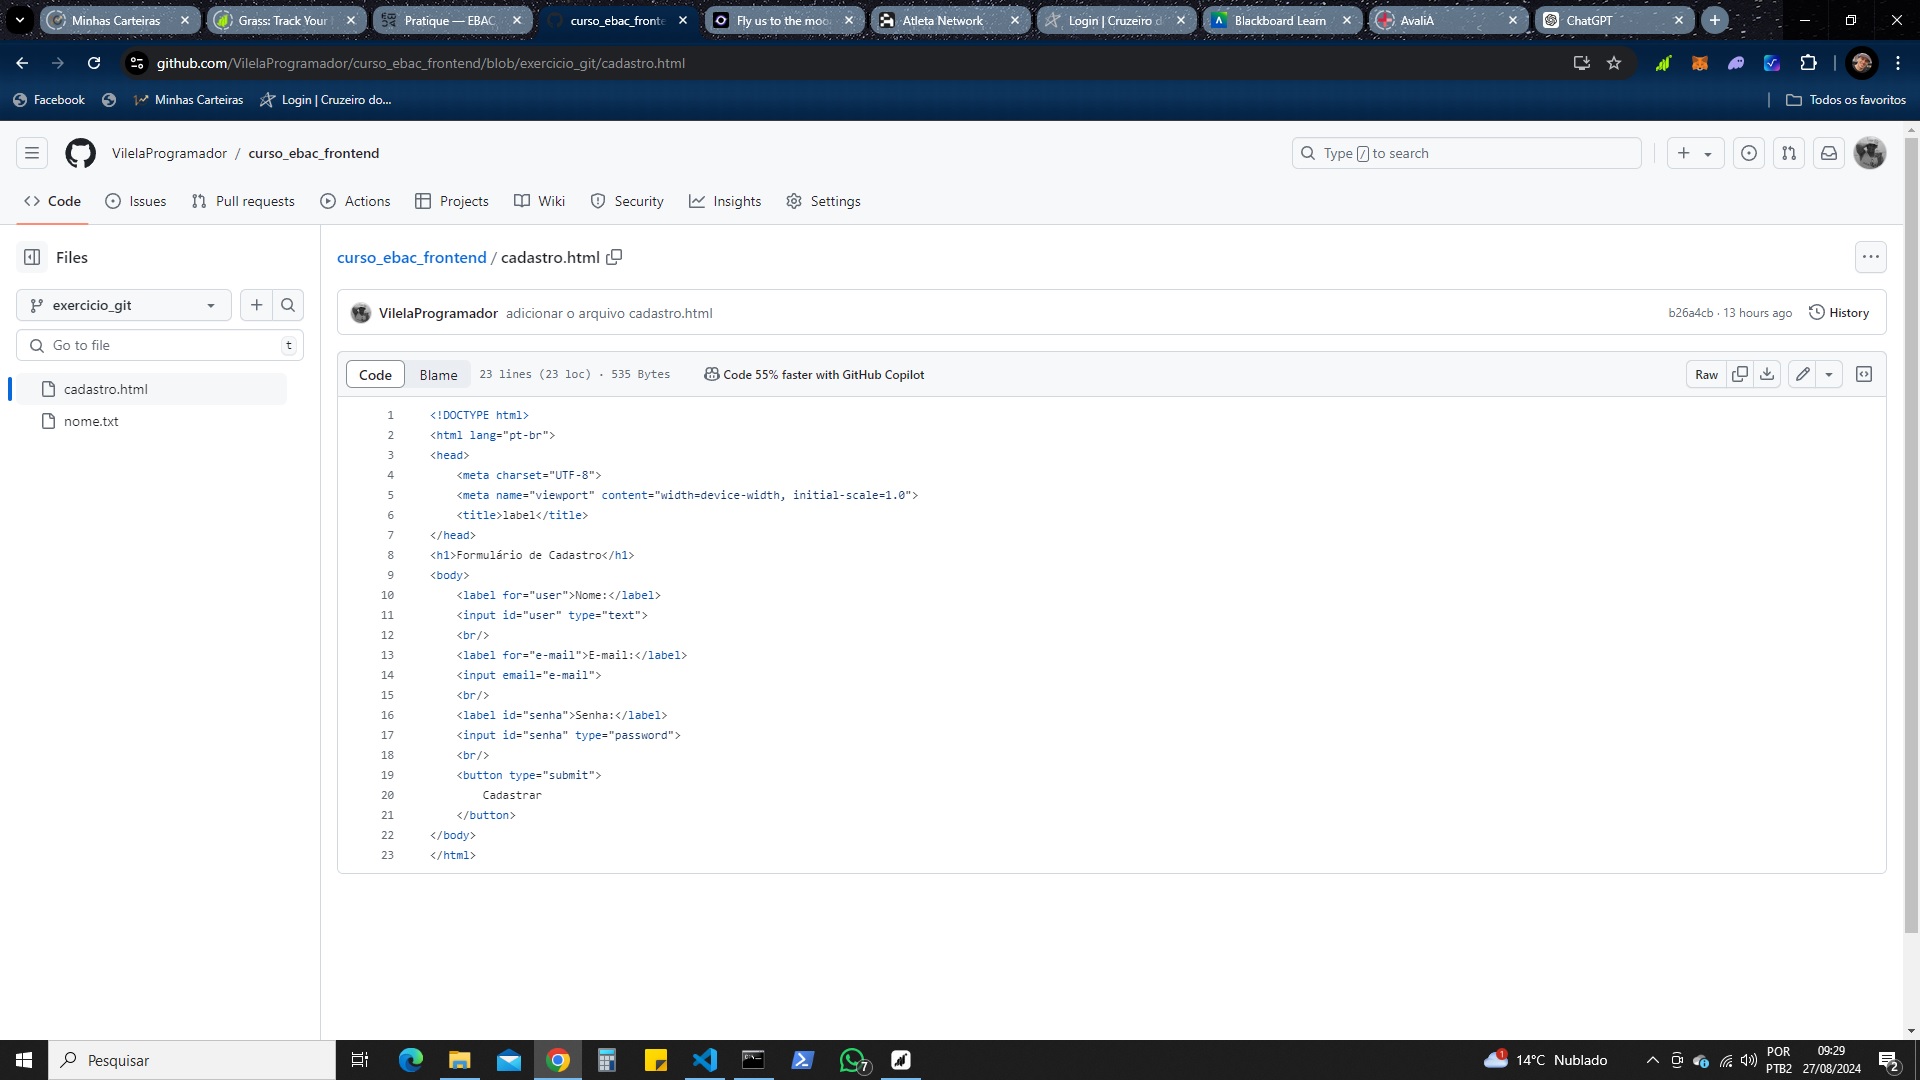 Minhas Carteiras
Grass: Track Your
Pratique — EBAC
curso_ebac_fronte
Fly us to the moo
Atleta Network
Login | Cruzeiro d
Blackboard Learn
AvaliA
ChatGPT
github.com/VilelaProgramador/curso_ebac_frontend/blob/exercicio_git/cadastro.html
Facebook
Minhas Carteiras
Login | Cruzeiro do...
Todos os favoritos
VilelaProgramador / curso_ebac_frontend
Type / to search
Code
Issues
Pull requests
Actions
Projects
Wiki
Security
Insights
Settings
Files
curso_ebac_frontend / cadastro.html
exercicio_git
VilelaProgramador adicionar o arquivo cadastro.html
b26a4cb · 13 hours ago
History
Go to file
t
cadastro.html
nome.txt
Code
Blame
23 lines (23 loc) · 535 Bytes
Code 55% faster with GitHub Copilot
Raw
1 <!DOCTYPE html>
2 <html lang="pt-br">
3 <head>
4 <meta charset="UTF-8">
5 <meta name="viewport" content="width=device-width, initial-scale=1.0">
6 <title>label</title>
7 </head>
8 <h1>Formulário de Cadastro</h1>
9 <body>
10 <label for="user">Nome:</label>
11 <input id="user" type="text">
12 <br/>
13 <label for="e-mail">E-mail:</label>
14 <input email="e-mail">
15 <br/>
16 <label id="senha">Senha:</label>
17 <input id="senha" type="password">
18 <br/>
19 <button type="submit">
20 Cadastrar
21 </button>
22 </body>
23 </html>
Pesquisar
7
1
14°C Nublado
POR
PTB2
09:29
27/08/2024
2